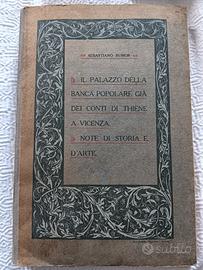 SEBASTIANO RUMOR
IL PALAZZO DELLA
BANCA POPOLARE GIÀ
DEI CONTI DI THIENE
A VICENZA.
NOTE DI STORIA E
D'ARTE.
subito